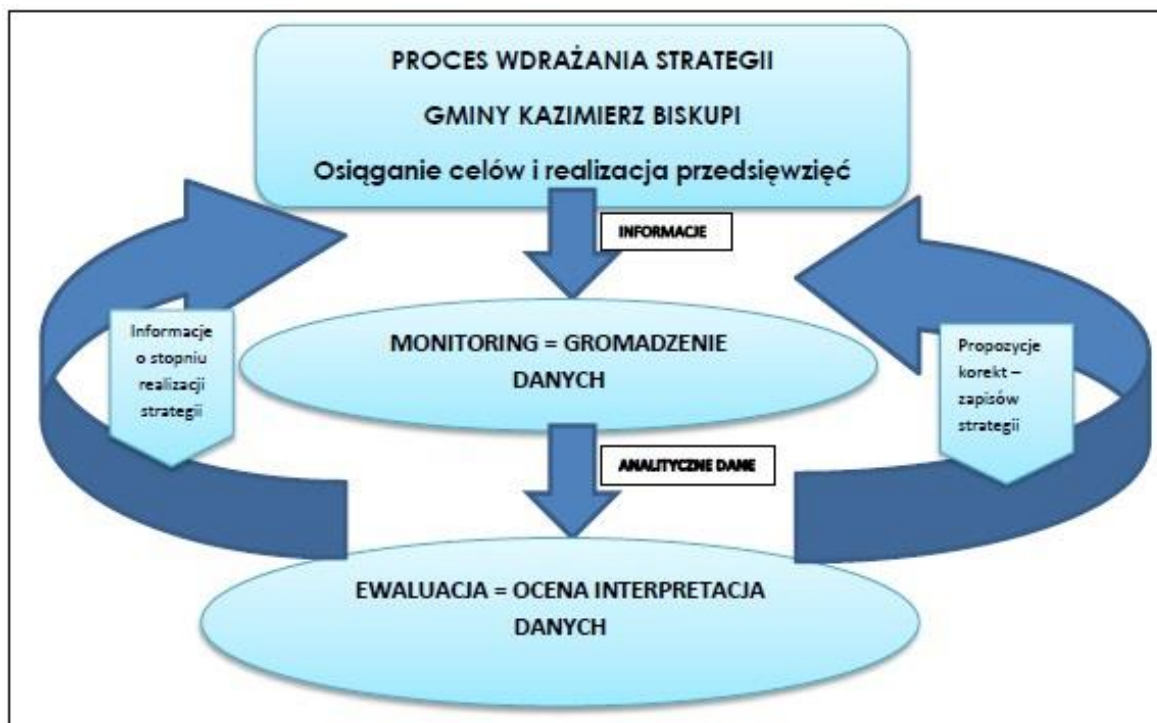 PROCES WDRAŻANIA STRATEGII
GMINY KAZIMIERZ BISKUPI
Osiąganie celów i realizacja przedsięwzięć
INFORMACJE
MONITORING = GROMADZENIE
DANYCH
Informacje
o stopniu
realizacji
strategii
Propozycje
korekt –
zapisów
strategii
ANALITYCZNE DANE
EWALUACJA = OCENA INTERPRETACJA
DANYCH